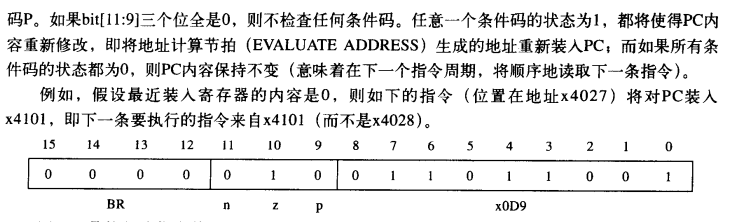 码P。如果bit[11:9]三个位全是0，则不检查任何条件码。任意一个条件码的状态为1，都将使得PC内
容重新修改，即将地址计算节拍（EVALUATE ADDRESS）生成的地址重新装入PC；而如果所有条
件码的状态都为0，则PC内容保持不变（意味着在下一个指令周期，将顺序地读取下一条指令）。
例如，假设最近装入寄存器的内容是0，则如下的指令（位置在地址x4027）将对PC装入
x4101，即下一条要执行的指令来自x4101（而不是x4028）。
15 14 13 12 11 10 9 8 7 6 5 4 3 2 1 0
0 0 0 0 0 1 0 0 1 1 0 1 1 0 0 1
BR n z p x0D9